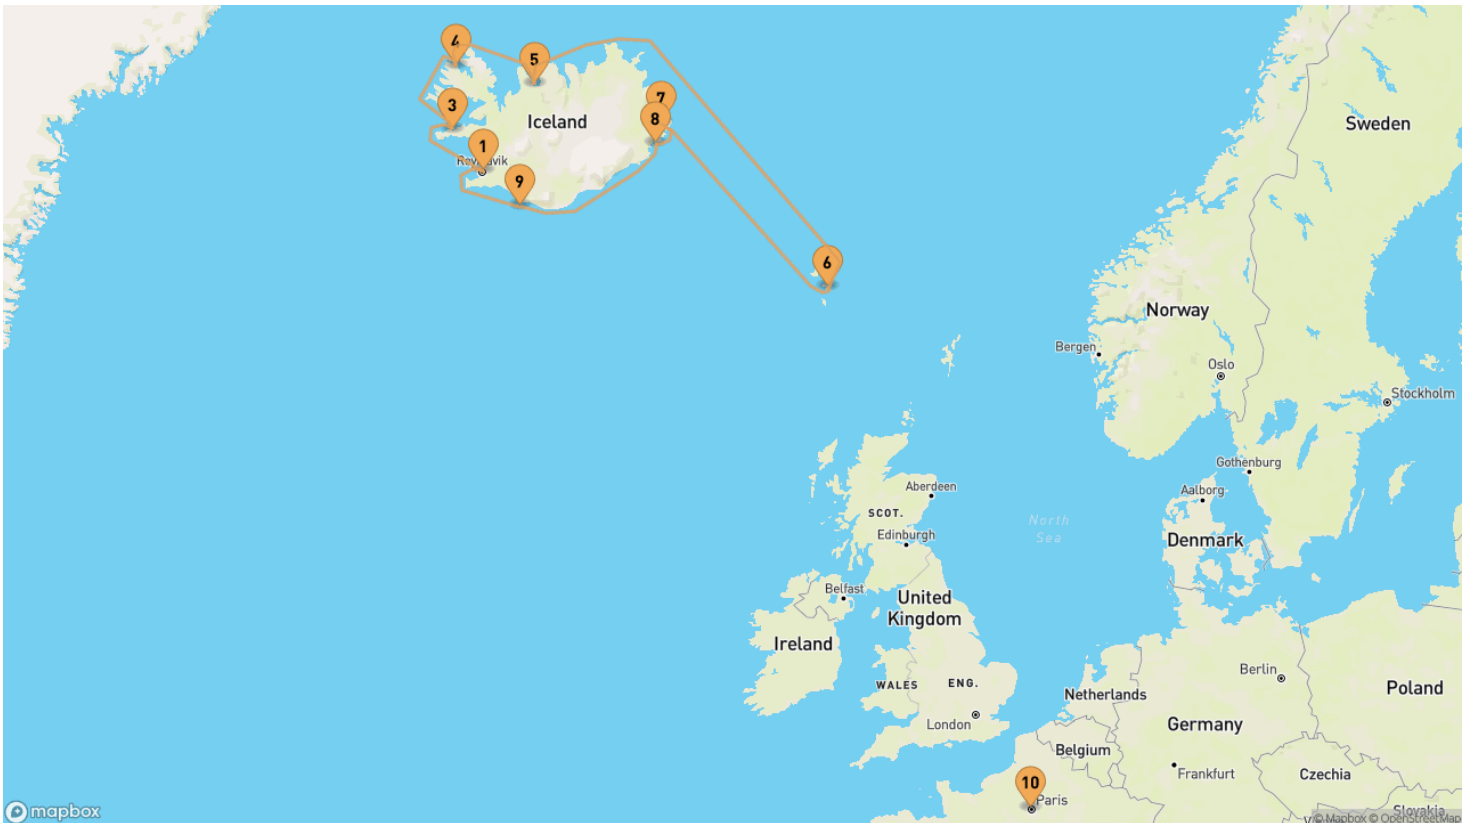 4
5
7
3
8
Iceland
Sweden
1
9
6
Norway
Bergen
Oslo
Stockholm
Gothenburg
Aalborg
Aberdeen
SCOT.
North
Sea
Edinburgh
Denmark
Belfast
United
Kingdom
Ireland
Berlin
WALES
ENG.
Netherlands
Poland
London
Germany
Belgium
Frankfurt
Czechia
10
Paris
mapbox
Slovakia
© Mapbox © OpenStreetMap